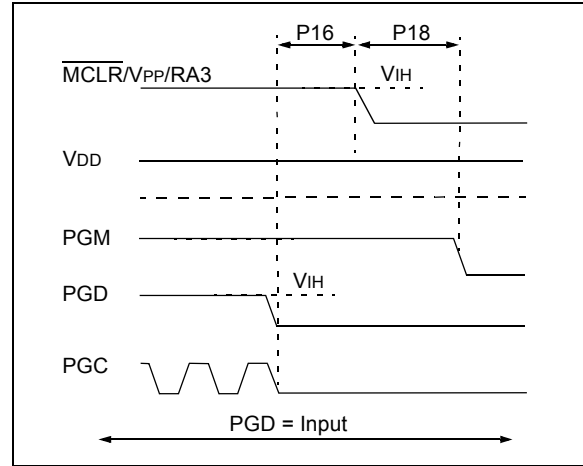 P16 P18
MCLR/VPP/RA3
VIH
VDD
PGM
VIH
PGD
PGC
PGD = Input